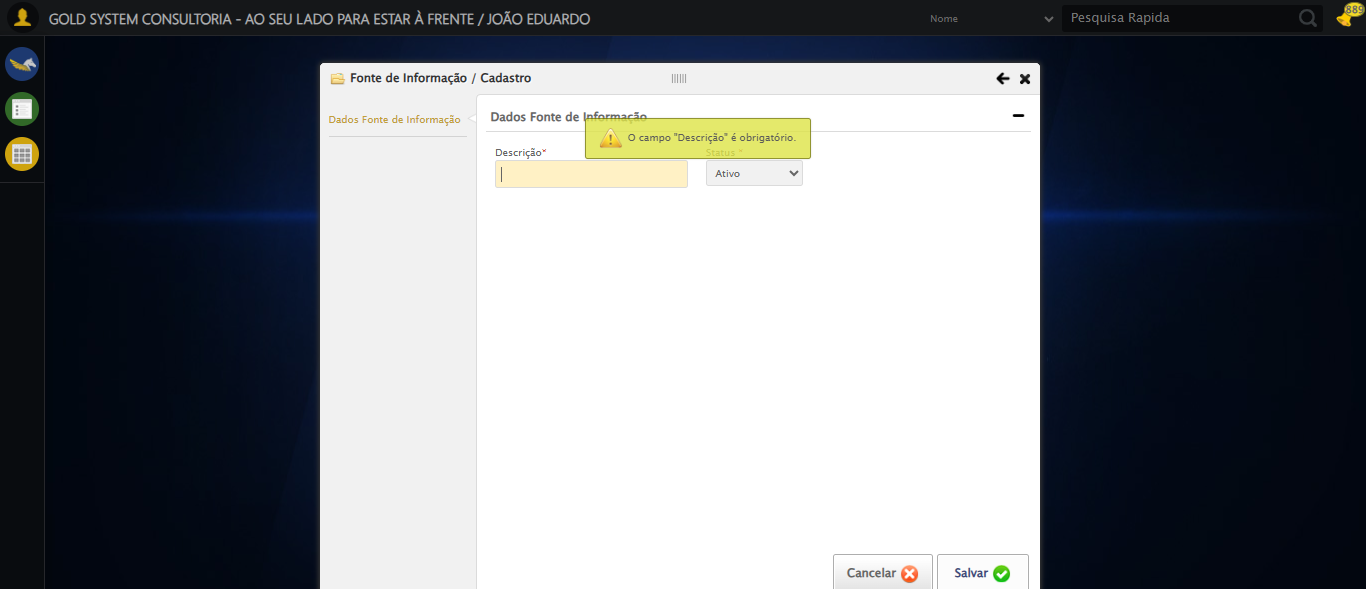 GOLD SYSTEM CONSULTORIA - AO SEU LADO PARA ESTAR À FRENTE / JOÃO EDUARDO
Nome
Pesquisa Rapida
889
Fonte de Informação / Cadastro
Dados Fonte de Informação
Dados Fonte de Informação
O campo "Descrição" é obrigatório.
Descrição*
Status *
Ativo
Cancelar
Salvar